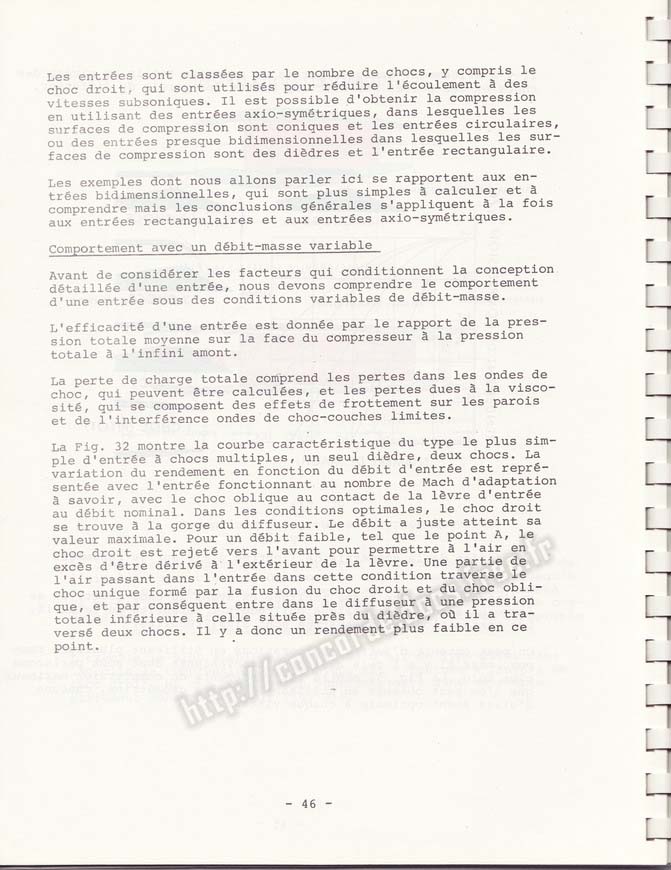 Les entrées sont classées par le nombre de chocs, y compris le
choc droit, qui sont utilisés pour réduire l'écoulement à des
vitesses subsoniques. Il est possible d'obtenir la compression
en utilisant des entrées axio-symétriques, dans lesquelles les
surfaces de compression sont coniques et les entrées circulaires,
ou des entrées presque bidimensionnelles dans lesquelles les sur-
faces de compression sont des dièdres et l'entrée rectangulaire.
Les exemples dont nous allons parler ici se rapportent aux en-
trées bidimensionnelles, qui sont plus simples à calculer et à
comprendre mais les conclusions générales s'appliquent à la fois
aux entrées rectangulaires et aux entrées axio-symétriques.
Comportement avec un débit-masse variable
Avant de considérer les facteurs qui conditionnent la conception
détaillée d'une entrée, nous devons comprendre le comportement
d'une entrée sous des conditions variables de débit-masse.
L'efficacité d'une entrée est donnée par le rapport de la pres-
sion totale moyenne sur la face du compresseur à la pression
totale à l'infini amont.
La perte de charge totale comprend les pertes dans les ondes de
choc, qui peuvent être calculées, et les pertes dues à la visco-
sité, qui se composent des effets de frottement sur les parois
et de l'interférence ondes de choc-couches limites.
La Fig. 32 montre la courbe caractéristique du type le plus sim-
ple d'entrée à chocs multiples, un seul dièdre, deux chocs. La
variation du rendement en fonction du débit d'entrée est repré-
sentée avec l'entrée fonctionnant au nombre de Mach d'adaptation
à savoir, avec le choc oblique au contact de la lèvre d'entrée
au débit nominal. Dans les conditions optimales, le choc droit
se trouve à la gorge du diffuseur. Le débit a juste atteint sa
valeur maximale. Pour un débit faible, tel que le point A, le
choc droit est rejeté vers l'avant pour permettre à l'air en
excès d'être dérivé à l'extérieur de la lèvre. Une partie de
l'air passant dans l'entrée dans cette condition traverse le
choc unique formé par la fusion du choc droit et du choc obli-
que, et par conséquent entre dans le diffuseur à une pression
totale inférieure à celle située près du dièdre, où il a tra-
versé deux chocs. Il y a donc un rendement plus faible en ce
point.
- 46 -